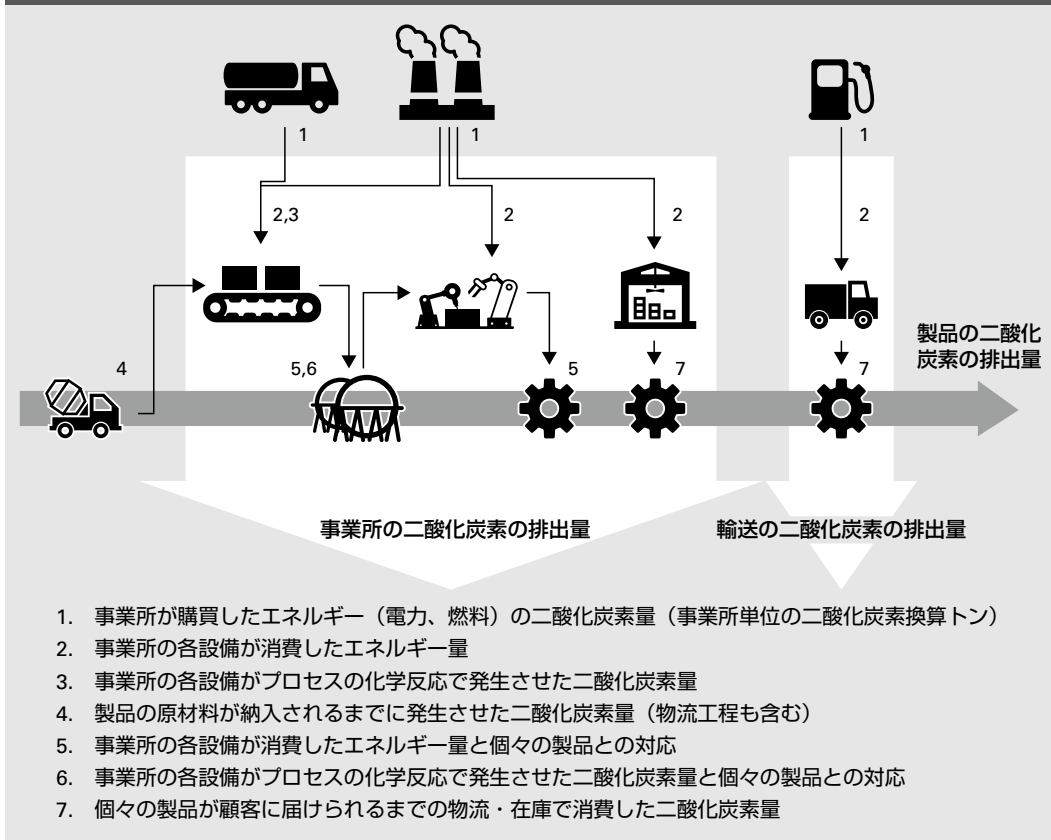 1
1
1
2,3
2
2
2
4
5,6
5
7
7
製品の二酸化
炭素の排出量
事業所の二酸化炭素の排出量
輸送の二酸化炭素の排出量
1. 事業所が購買したエネルギー（電力、燃料）の二酸化炭素量（事業所単位の二酸化炭素換算トン）
2. 事業所の各設備が消費したエネルギー量
3. 事業所の各設備がプロセスの化学反応で発生させた二酸化炭素量
4. 製品の原材料が納入されるまでに発生させた二酸化炭素量（物流工程も含む）
5. 事業所の各設備が消費したエネルギー量と個々の製品との対応
6. 事業所の各設備がプロセスの化学反応で発生させた二酸化炭素量と個々の製品との対応
7. 個々の製品が顧客に届けられるまでの物流・在庫で消費した二酸化炭素量